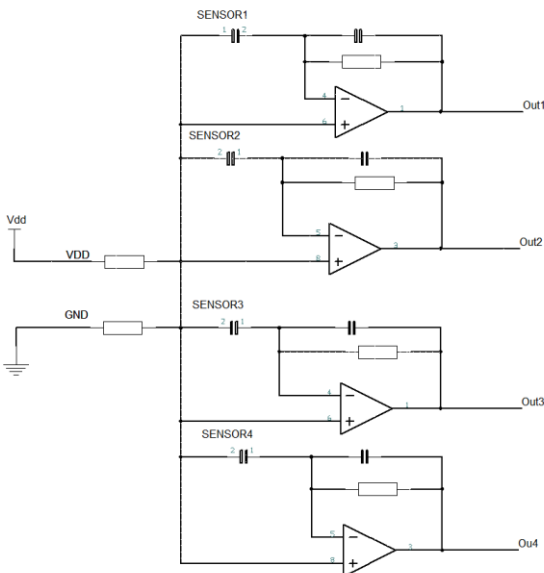 SENSOR1
1 2
4
1
6
Out1
SENSOR2
2 1
5
3
8
Out2
Vdd
VDD
GND
SENSOR3
2 1
4
1
6
Out3
SENSOR4
2 1
5
3
8
Ou4